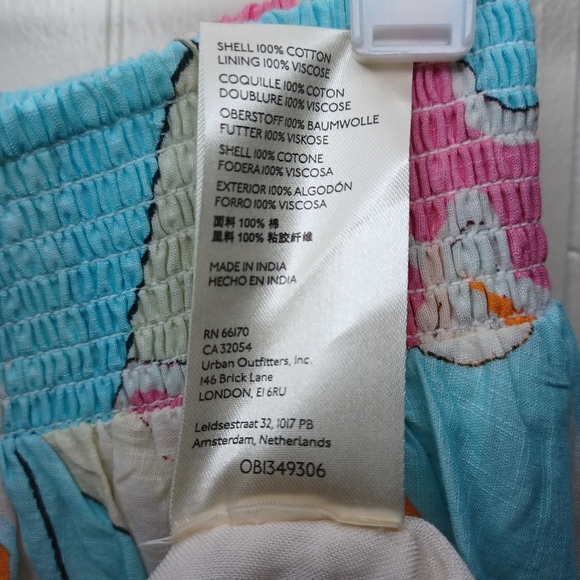 SHELL 100% COTTON
LINING 100% VISCOSE
COQUILLE 100% COTON
DOUBLURE 100% VISCOSE
OBERSTOFF 100% BAUMWOLLE
FUTTER 100% VISKOSE
SHELL 100% COTONE
FODERA 100% VISCOSA
EXTERIOR 100% ALGODÓN
FORRO 100% VISCOSA
面料 100% 棉
里料 100% 粘胶纤维
MADE IN INDIA
HECHO EN INDIA
RN 66170
CA 32054
Urban Outfitters, Inc.
146 Brick Lane
LONDON, E1 6RU
Leidsestraat 32, 1017 PB
Amsterdam, Netherlands
OB1349306